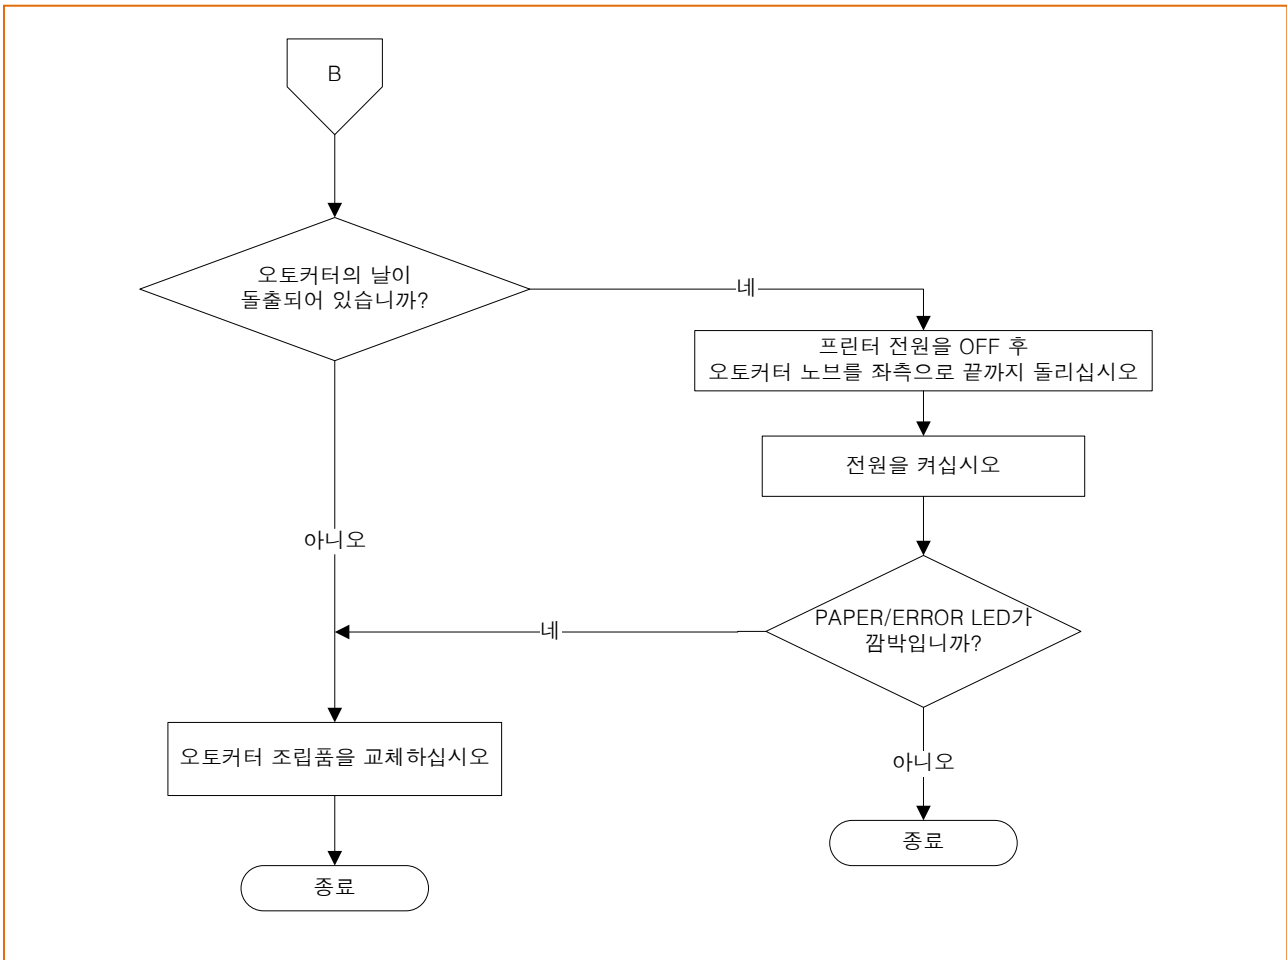 B
오토커터의 날이
돌출되어 있습니까?
네
프린터 전원을 OFF 후
오토커터 노브를 좌측으로 끝까지 돌리십시오
전원을 켜십시오
아니오
PAPER/ERROR LED가
깜박입니까?
네
오토커터 조립품을 교체하십시오
아니오
종료
종료